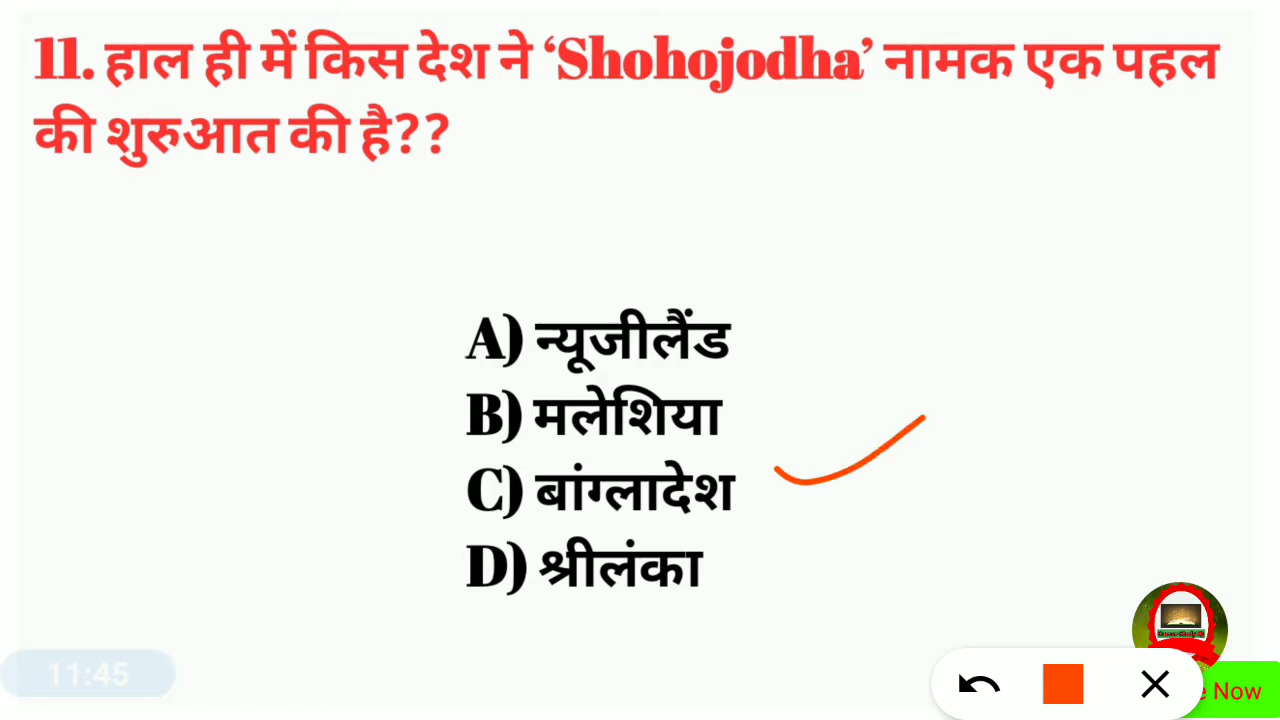 11. हाल ही में किस देश ने ‘Shohojodha’ नामक एक पहल
की शुरुआत की है??
A) न्यूजीलैंड
B) मलेशिया
C) बांग्लादेश
D) श्रीलंका
11:45
Now